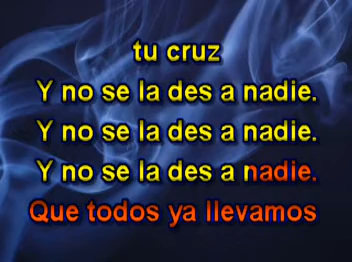 tu cruz
Y no se la des a nadie.
Y no se la des a nadie.
Y no se la des a nadie.
Que todos ya llevamos